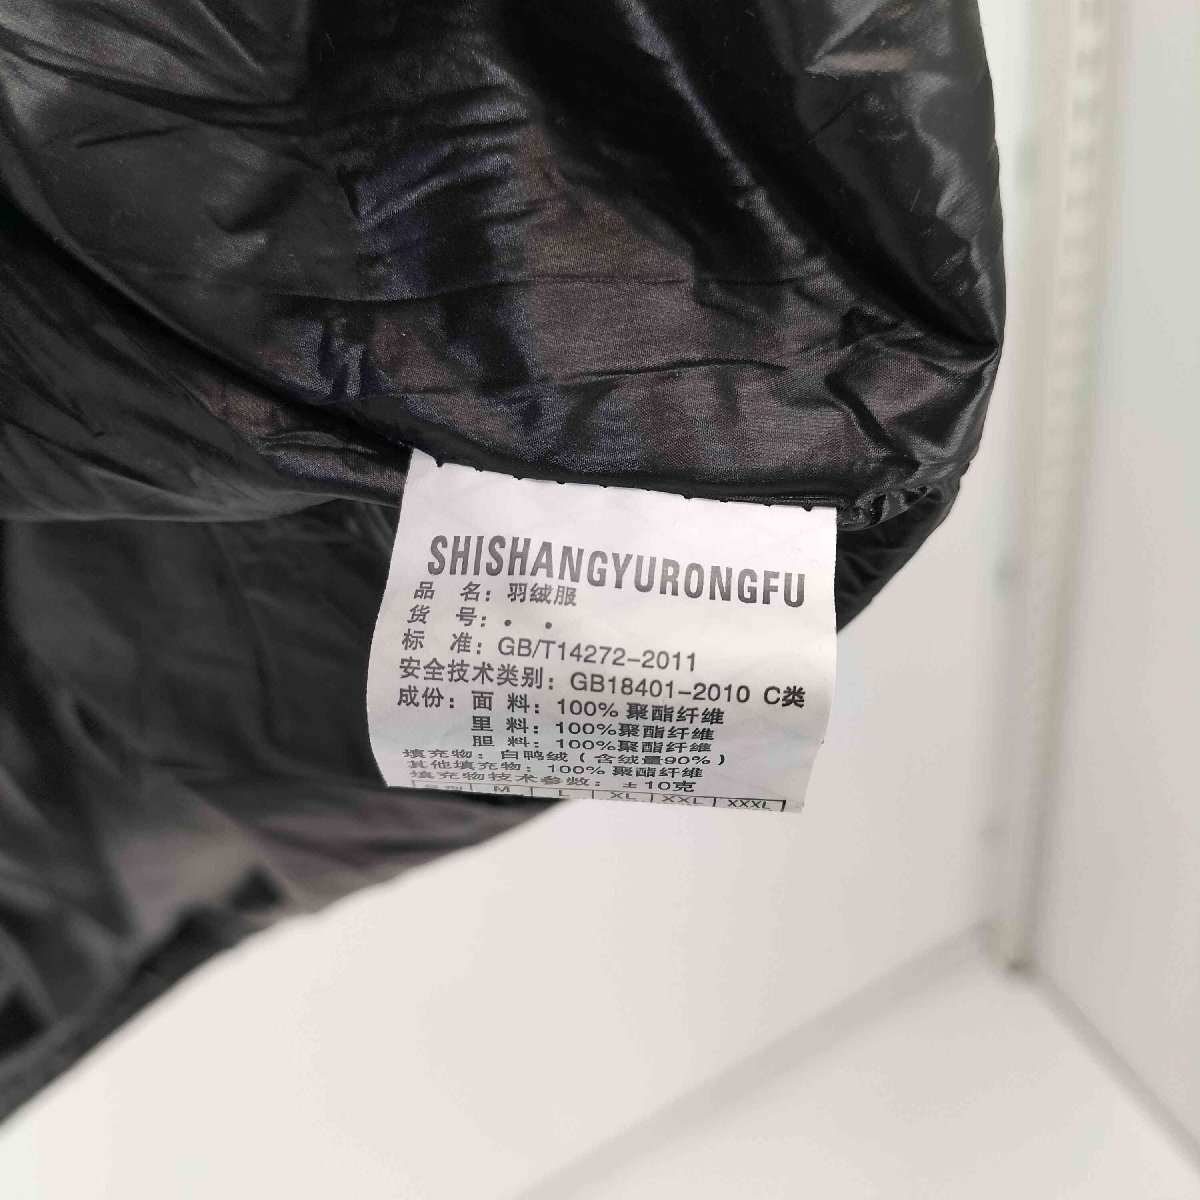 SHISHANGYURONGFU
品 名：羽绒服
货 号：. .
标 准：GB/T14272-2011
安全技术类别：GB18401-2010 C类
成份：面 料：100% 聚酯纤维
里 料：100%聚酯纤维
胆 料：100%聚酯纤维
填充物：白鸭绒（含绒量90%）
其他填充物：100% 聚酯纤维
填充物技术参数：±10克
M L XL XXL XXXL